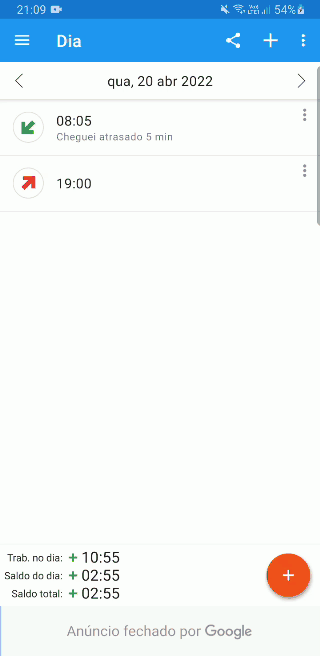 21:09 54%
Dia
qua, 20 abr 2022
08:05
Cheguei atrasado 5 min
19:00
Trab. no dia: + 10:55
Saldo do dia: + 02:55
Saldo total: + 02:55
Anúncio fechado por Google